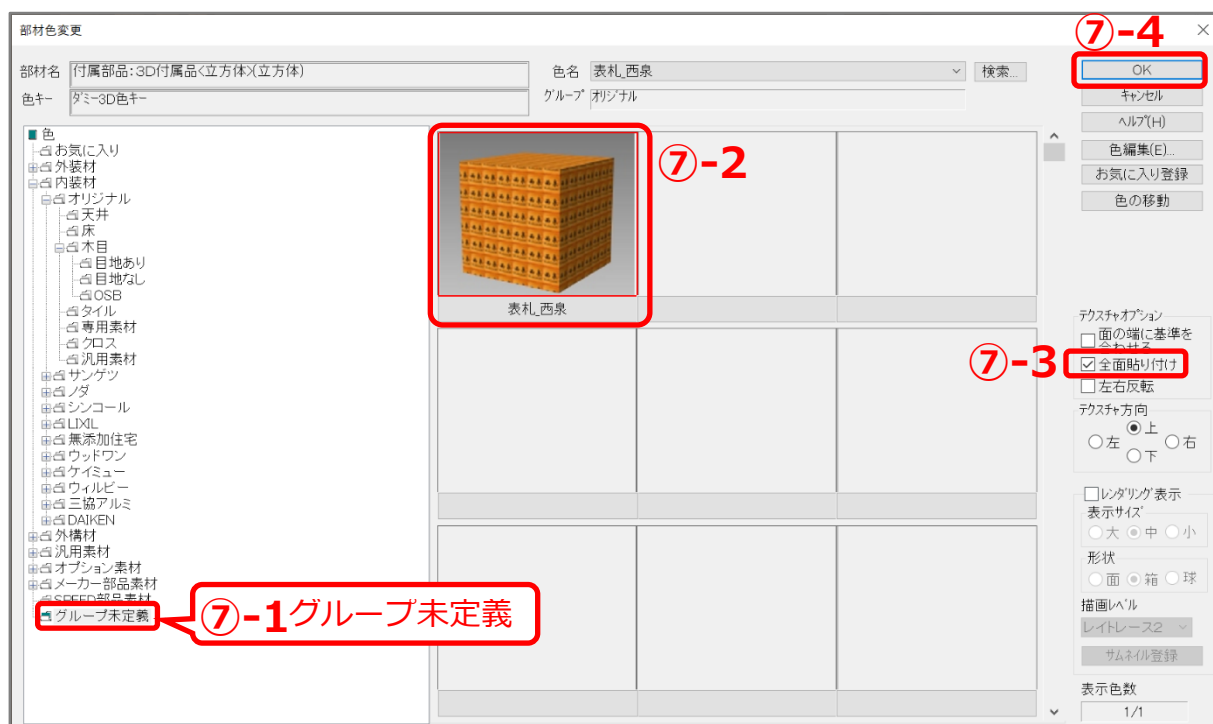 部材色変更
⑦-4
部材名 付属部品:3D付属品<立方体>(立方体)
色名 表札_西泉
検索...
OK
色キー ダミー3D色キー
グループ オリジナル
キャンセル
ヘルプ(H)
色編集(E)...
お気に入り登録
色の移動
色
お気に入り
外装材
内装材
オリジナル
天井
床
木目
目地あり
目地なし
OSB
タイル
専用素材
クロス
汎用素材
サンゲツ
ノダ
シンコール
LIXIL
無添加住宅
ウッドワン
ケイミュー
ウィルビー
三協アルミ
DAIKEN
外構材
汎用素材
オプション素材
メーカー部品素材
SPEED部品素材
グループ未定義
⑦-1グループ未定義
⑦-2
表札_西泉
テクスチャオプション
面の端に基準を
合わせる
⑦-3
全面貼り付け
左右反転
テクスチャ方向
上
左
右
下
レンダリング表示
表示サイズ
大 中 小
形状
面 箱 球
描画レベル
レイトレース2
サムネイル登録
表示色数
1/1